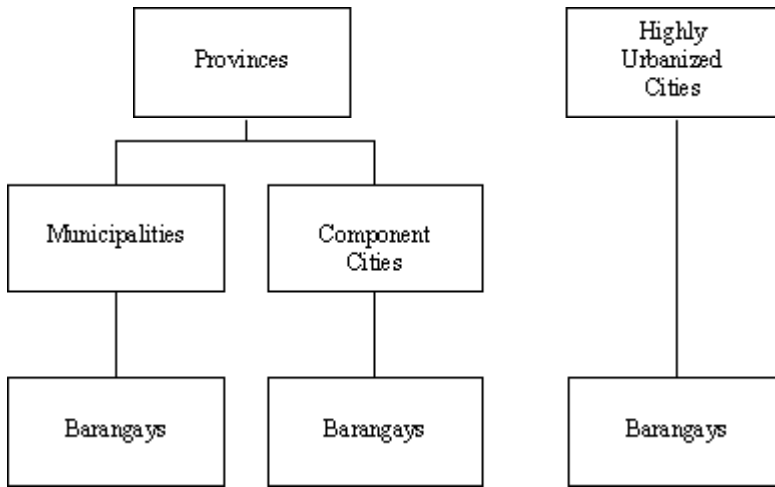 Provinces
Highly
Urbanized
Cities
Municipalities
Component
Cities
Barangays
Barangays
Barangays